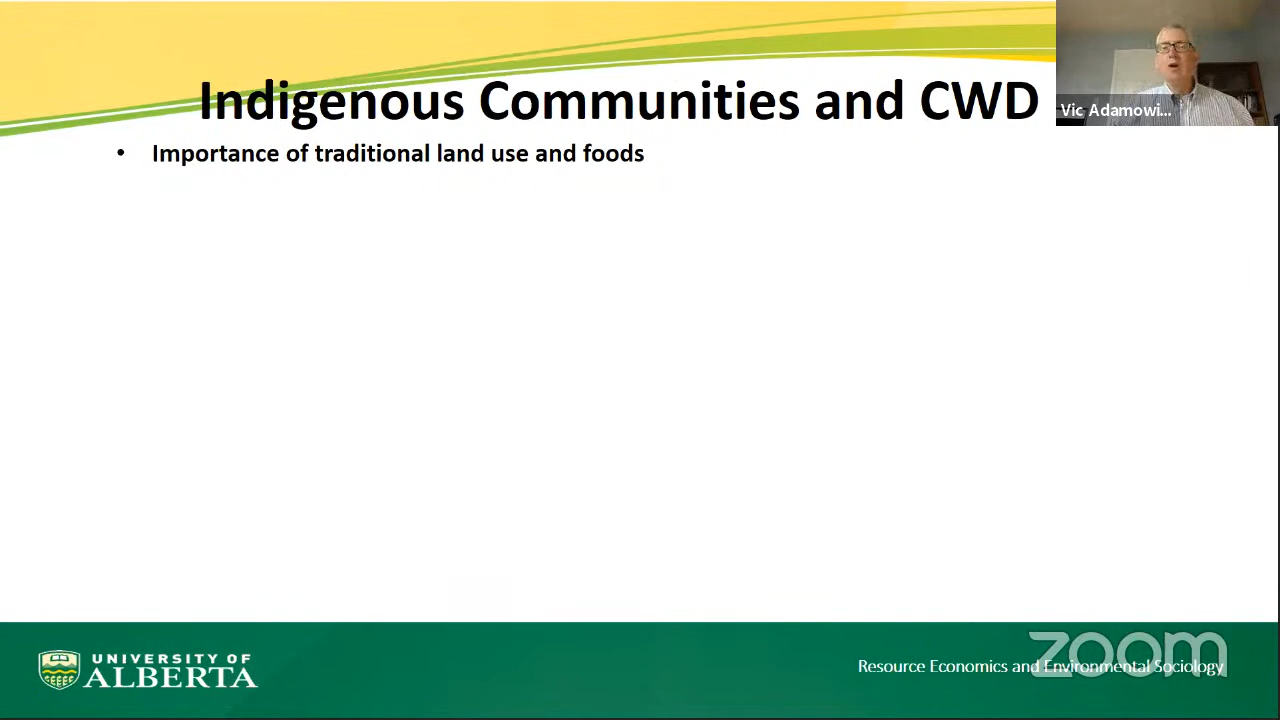 Indigenous Communities and CWD
Vic Adamowi...
• Importance of traditional land use and foods
UNIVERSITY OF
ALBERTA
Resource Economics and Environmental Sociology
zoom